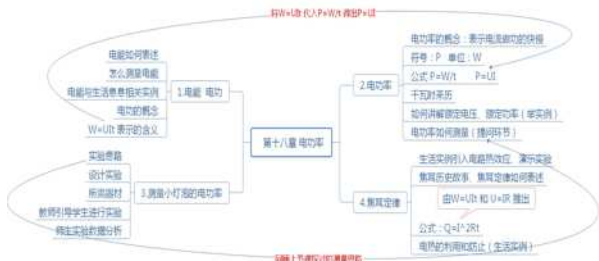 将W=UIt 代入P=W/t 得出P=UI
电能如何表述
怎么测量电能
电能与生活息息相关实例
电功的概念
W=UIt 表示的含义
1.电能 电功
电功率的概念：表示电流做功的快慢
符号：P 单位：W
公式 P=W/t P=UI
千瓦时来历
如何讲解额定电压、额定功率（举实例）
电功率如何测量（提问环节）
2.电功率
第十八章 电功率
实验思路
设计实验
所需器材
教师引导学生进行实验
师生实验数据分析
3.测量小灯泡的电功率
生活实例引入电路热效应，演示实验
焦耳历史故事、焦耳定律如何表述
由W=UIt 和 U=IR 推出
公式：Q=I^2Rt
电热的利用和防止（生活实例）
4.焦耳定律